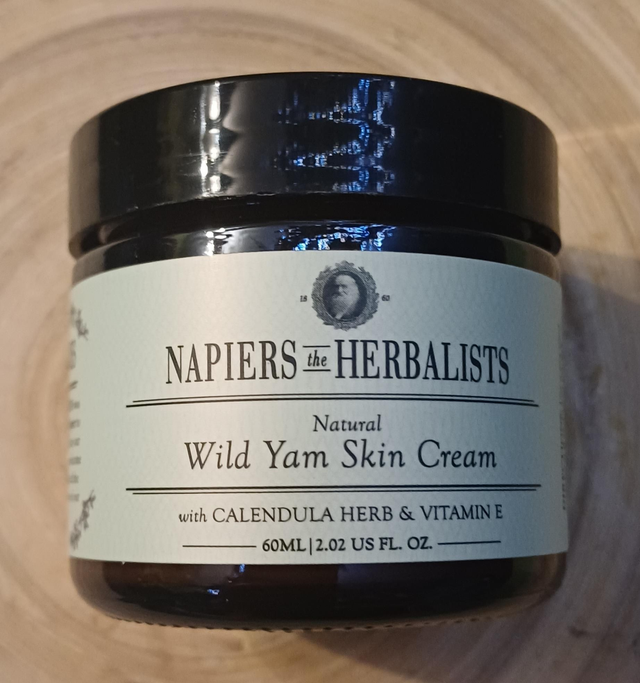 18 60
NAPIERS the HERBALISTS
Natural
Wild Yam Skin Cream
with CALENDULA HERB & VITAMIN E
60ML|2.02 US FL. OZ.